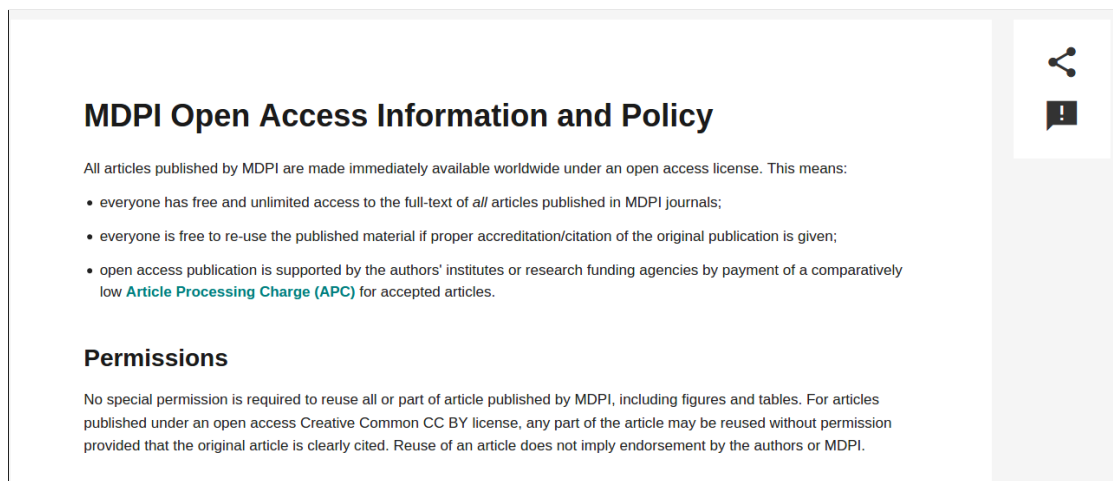 MDPI Open Access Information and Policy
All articles published by MDPI are made immediately available worldwide under an open access license. This means:
• everyone has free and unlimited access to the full-text of all articles published in MDPI journals;
• everyone is free to re-use the published material if proper accreditation/citation of the original publication is given;
• open access publication is supported by the authors' institutes or research funding agencies by payment of a comparatively
low Article Processing Charge (APC) for accepted articles.
Permissions
No special permission is required to reuse all or part of article published by MDPI, including figures and tables. For articles
published under an open access Creative Common CC BY license, any part of the article may be reused without permission
provided that the original article is clearly cited. Reuse of an article does not imply endorsement by the authors or MDPI.